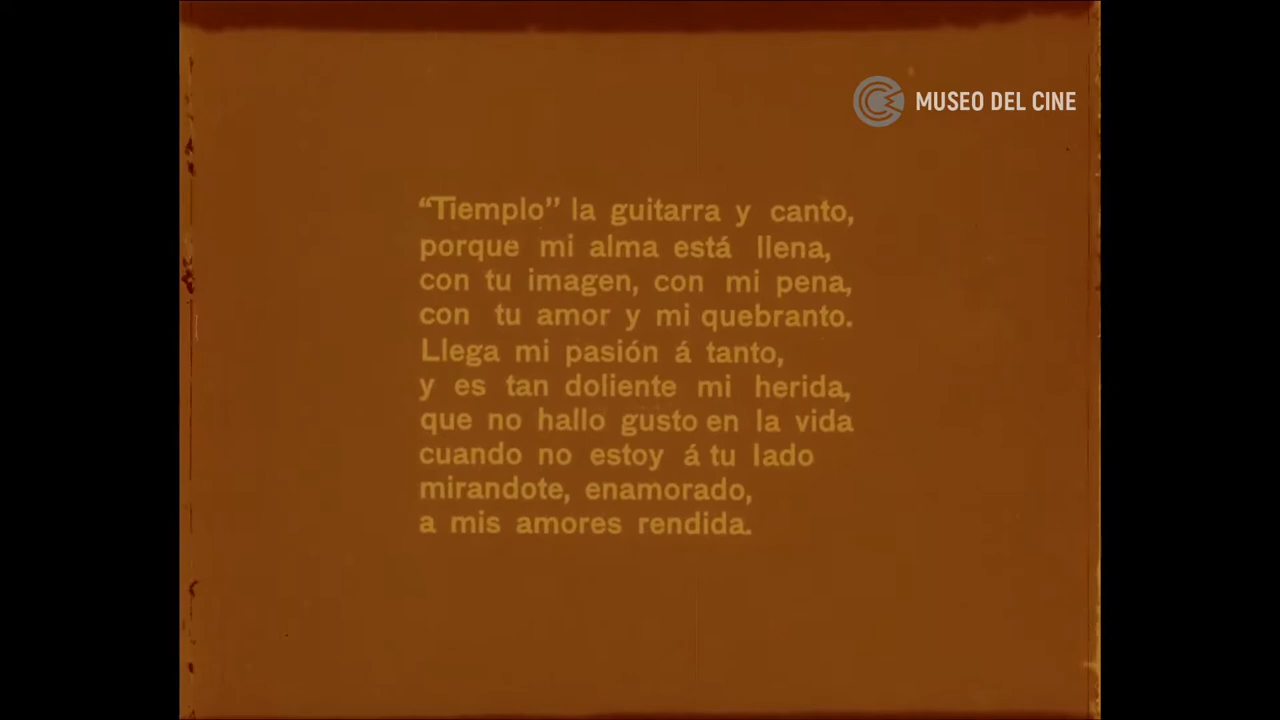 MUSEO DEL CINE
“Tiemplo” la guitarra y canto,
porque mi alma está llena,
con tu imagen, con mi pena,
con tu amor y mi quebranto.
Llega mi pasión á tanto,
y es tan doliente mi herida,
que no hallo gusto en la vida
cuando no estoy á tu lado
mirandote, enamorado,
a mis amores rendida.